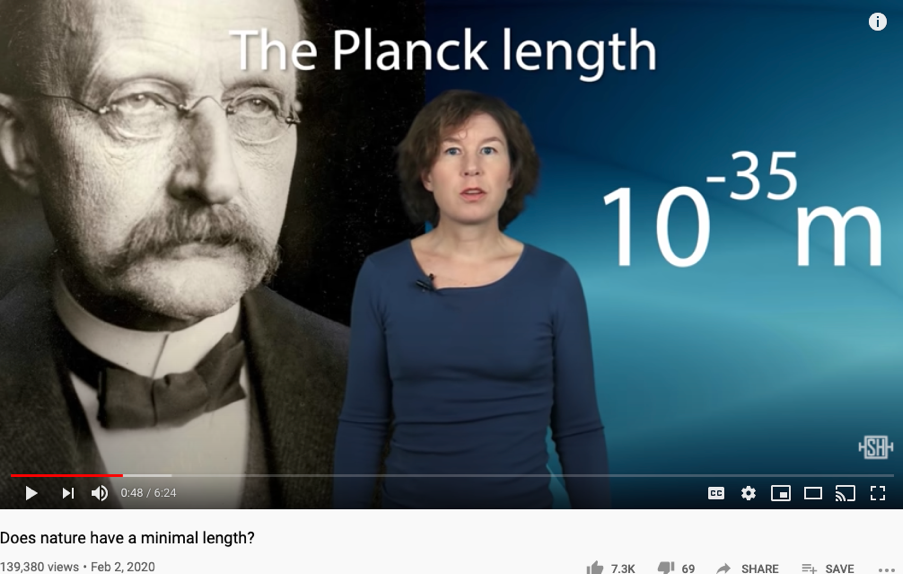 The Planck length
10⁻³⁵m
SH
0:48 / 6:24
CC
Does nature have a minimal length?
139,380 views • Feb 2, 2020
7.3K
69
SHARE
SAVE